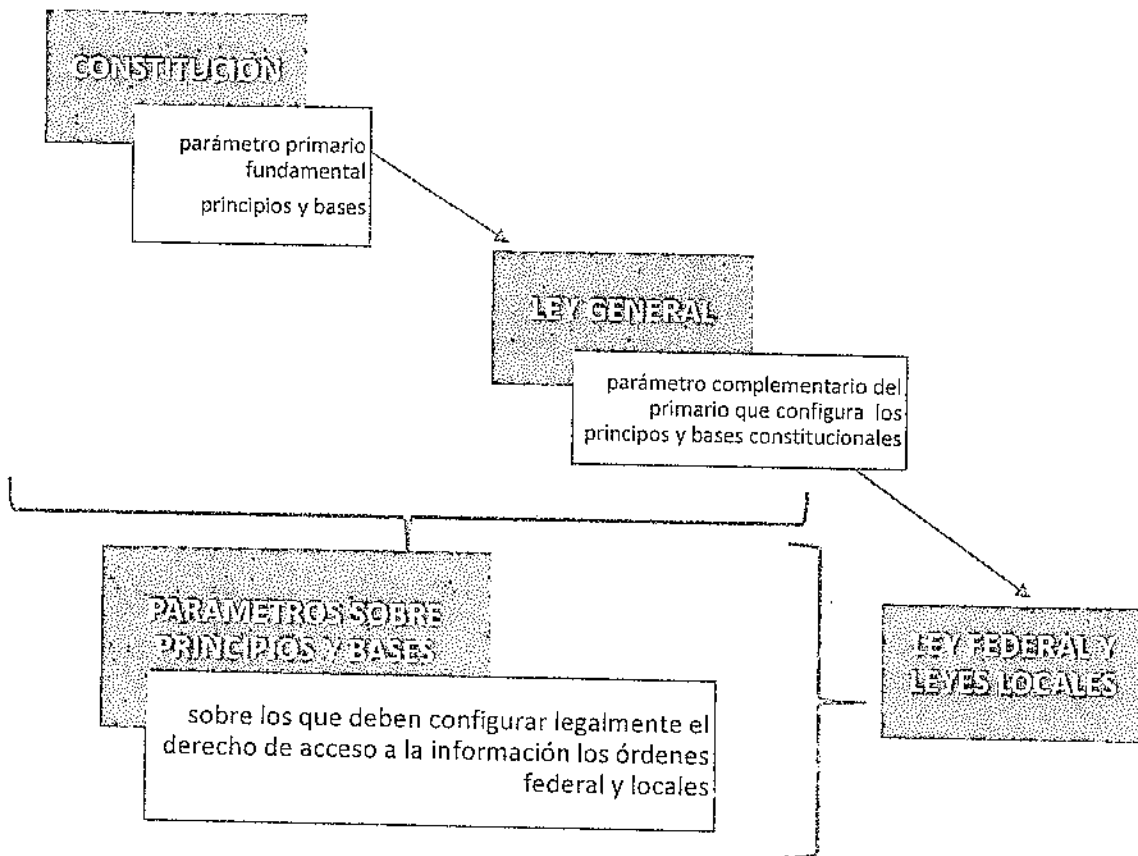 CONSTITUCIÓN
parámetro primario
fundamental
principios y bases
LEY GENERAL
parámetro complementario del
primario que configura los
principos y bases constitucionales
PARÁMETROS SOBRE
PRINCIPIOS Y BASES
sobre los que deben configurar legalmente el
derecho de acceso a la información los órdenes
federal y locales
LEY FEDERAL Y
LEYES LOCALES